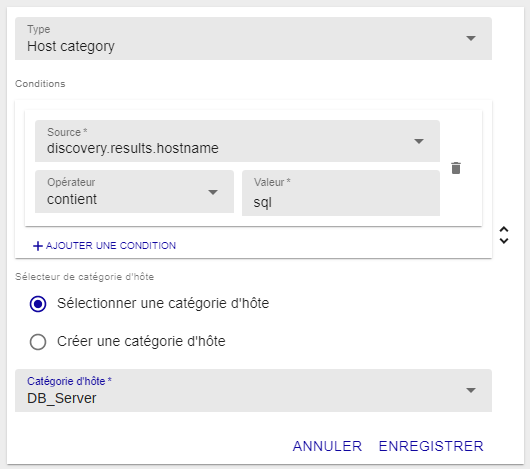 Type
Host category
Conditions
Source *
discovery.results.hostname
Opérateur
contient
Valeur *
sql
AJOUTER UNE CONDITION
Sélecteur de catégorie d'hôte
Sélectionner une catégorie d'hôte
Créer une catégorie d'hôte
Catégorie d'hôte *
DB_Server
ANNULER ENREGISTRER